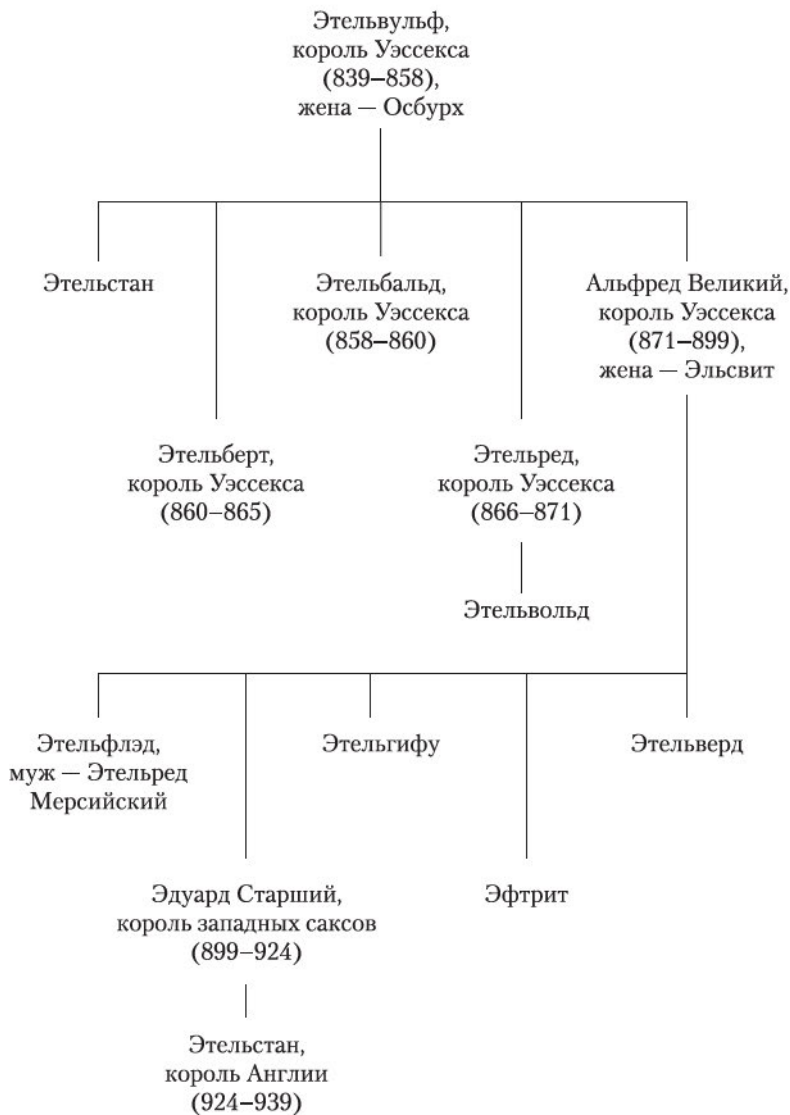 Этельвульф,
король Уэссекса
(839–858),
жена — Осбурх
Этельстан
Этельбальд,
король Уэссекса
(858–860)
Альфред Великий,
король Уэссекса
(871–899),
жена — Эльсвит
Этельберт,
король Уэссекса
(860–865)
Этельред,
король Уэссекса
(866–871)
Этельвольд
Этельфлэд,
муж — Этельред
Мерсийский
Этельгифу
Этельверд
Эдуард Старший,
король западных саксов
(899–924)
Эфтрит
Этельстан,
король Англии
(924–939)